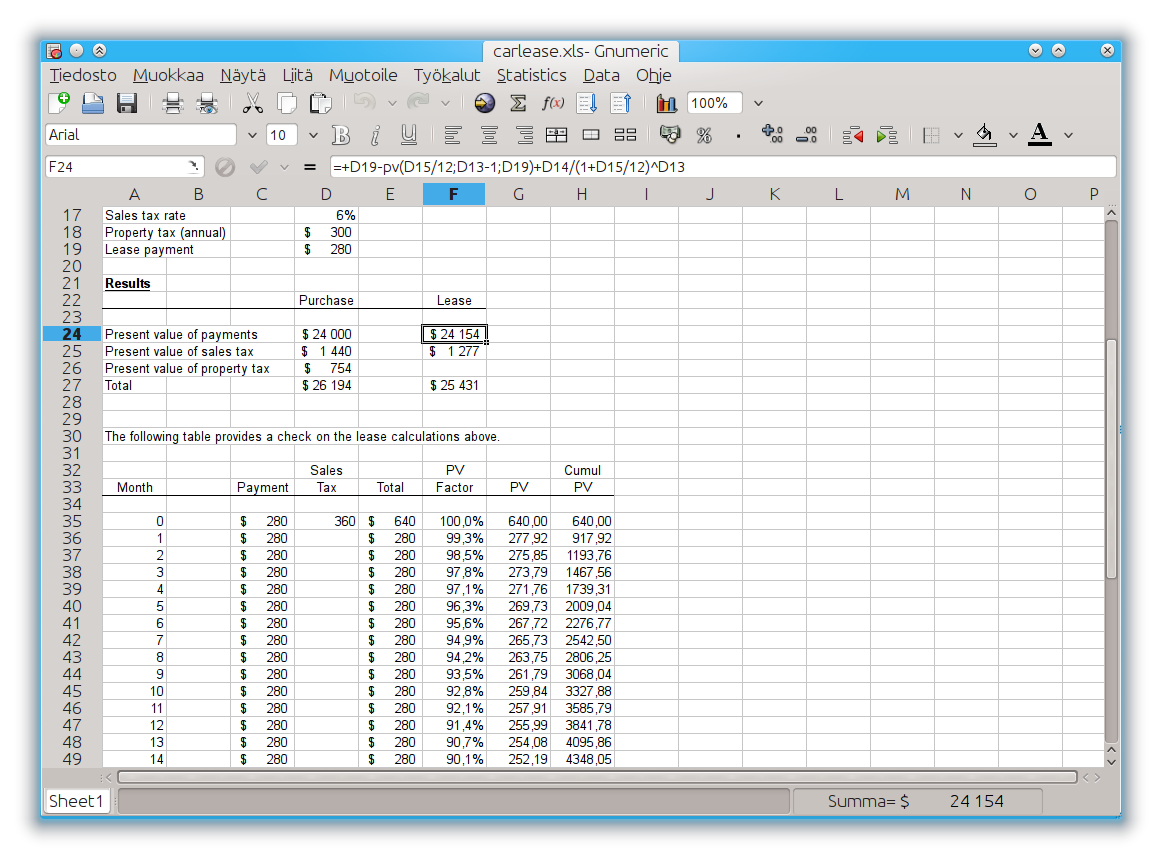 carlease.xls- Gnumeric
Tiedosto Muokkaa Näytä Liitä Muotoile Työkalut Statistics Data Ohje
f(x) 100%
Arial 10 B i U % .00 .00 A
F24 = =+D19-pv(D15/12;D13-1;D19)+D14/(1+D15/12)^D13
A B C D E F G H I J K L M N O P
17 Sales tax rate 6%
18 Property tax (annual) $ 300
19 Lease payment $ 280
20
21 Results
22 Purchase Lease
23
24 Present value of payments $ 24 000 $ 24 154
25 Present value of sales tax $ 1 440 $ 1 277
26 Present value of property tax $ 754
27 Total $ 26 194 $ 25 431
28
29
30 The following table provides a check on the lease calculations above.
31
32 Sales PV Cumul
33 Month Payment Tax Total Factor PV PV
34
35 0 $ 280 360 $ 640 100,0% 640,00 640,00
36 1 $ 280 $ 280 99,3% 277,92 917,92
37 2 $ 280 $ 280 98,5% 275,85 1193,76
38 3 $ 280 $ 280 97,8% 273,79 1467,56
39 4 $ 280 $ 280 97,1% 271,76 1739,31
40 5 $ 280 $ 280 96,3% 269,73 2009,04
41 6 $ 280 $ 280 95,6% 267,72 2276,77
42 7 $ 280 $ 280 94,9% 265,73 2542,50
43 8 $ 280 $ 280 94,2% 263,75 2806,25
44 9 $ 280 $ 280 93,5% 261,79 3068,04
45 10 $ 280 $ 280 92,8% 259,84 3327,88
46 11 $ 280 $ 280 92,1% 257,91 3585,79
47 12 $ 280 $ 280 91,4% 255,99 3841,78
48 13 $ 280 $ 280 90,7% 254,08 4095,86
49 14 $ 280 $ 280 90,1% 252,19 4348,05
Sheet1 Summa= $ 24 154